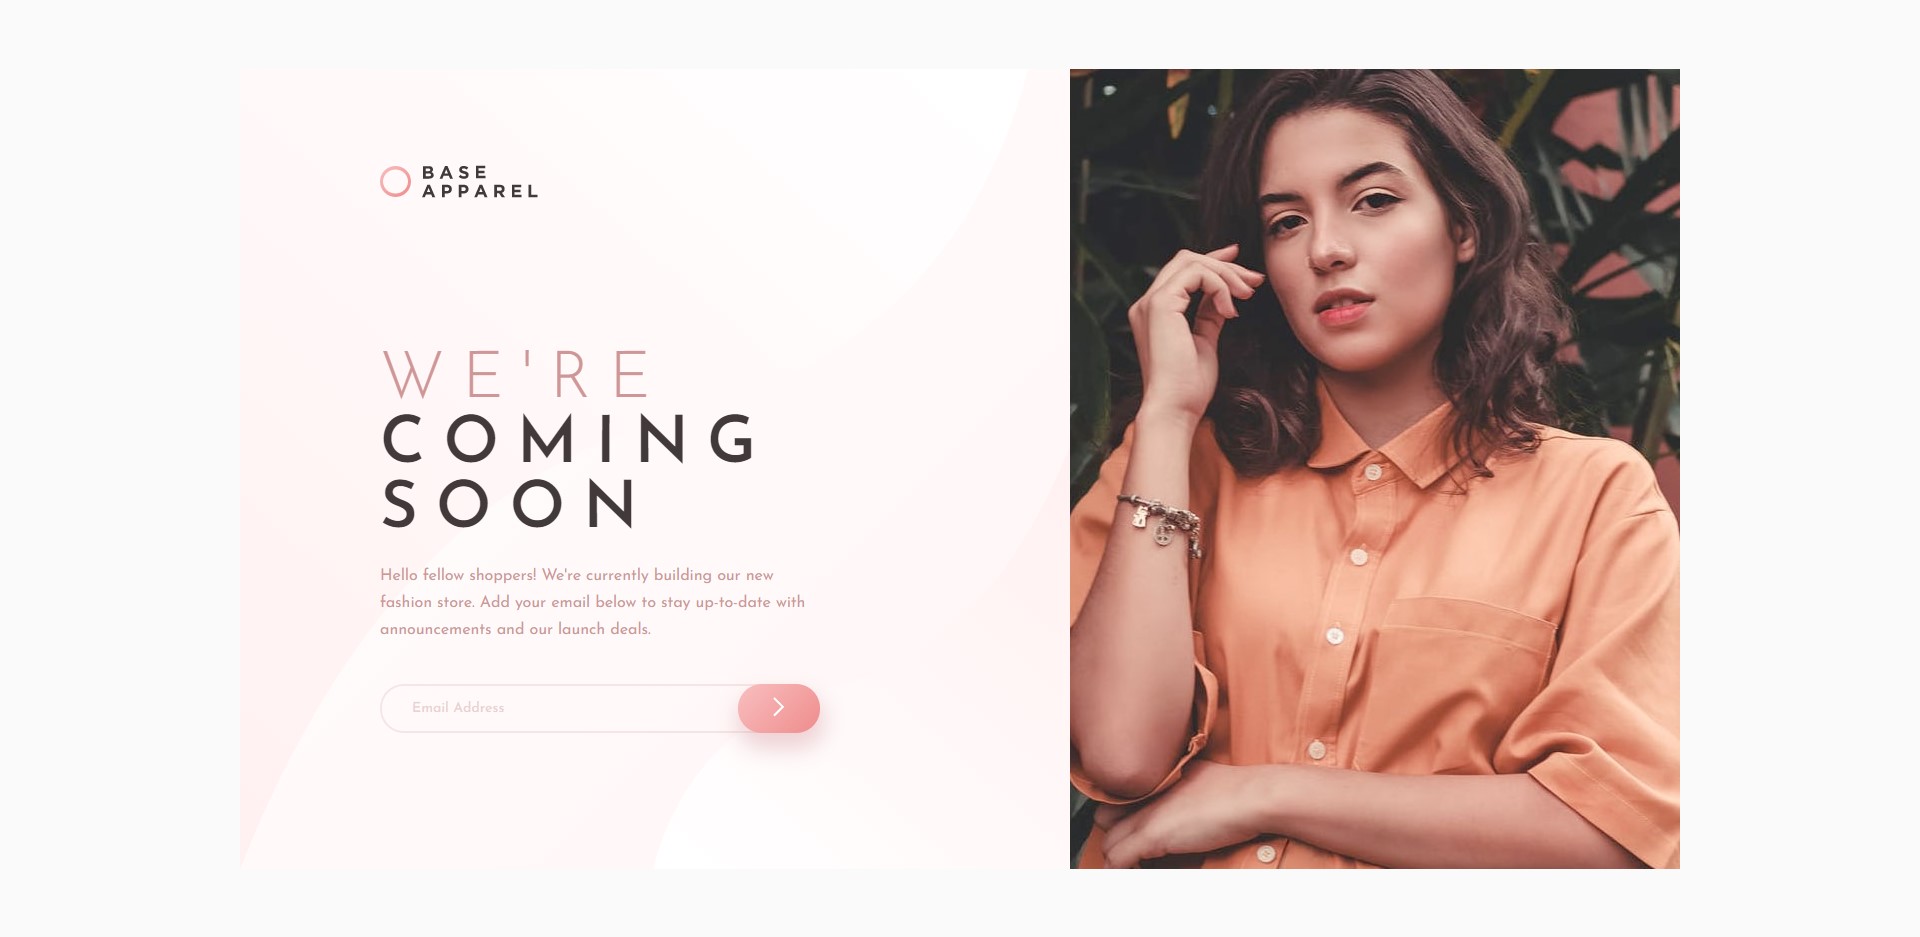 BASE
APPAREL
WE'RE
COMING
SOON
Hello fellow shoppers! We're currently building our new
fashion store. Add your email below to stay up-to-date with
announcements and our launch deals.
Email Address